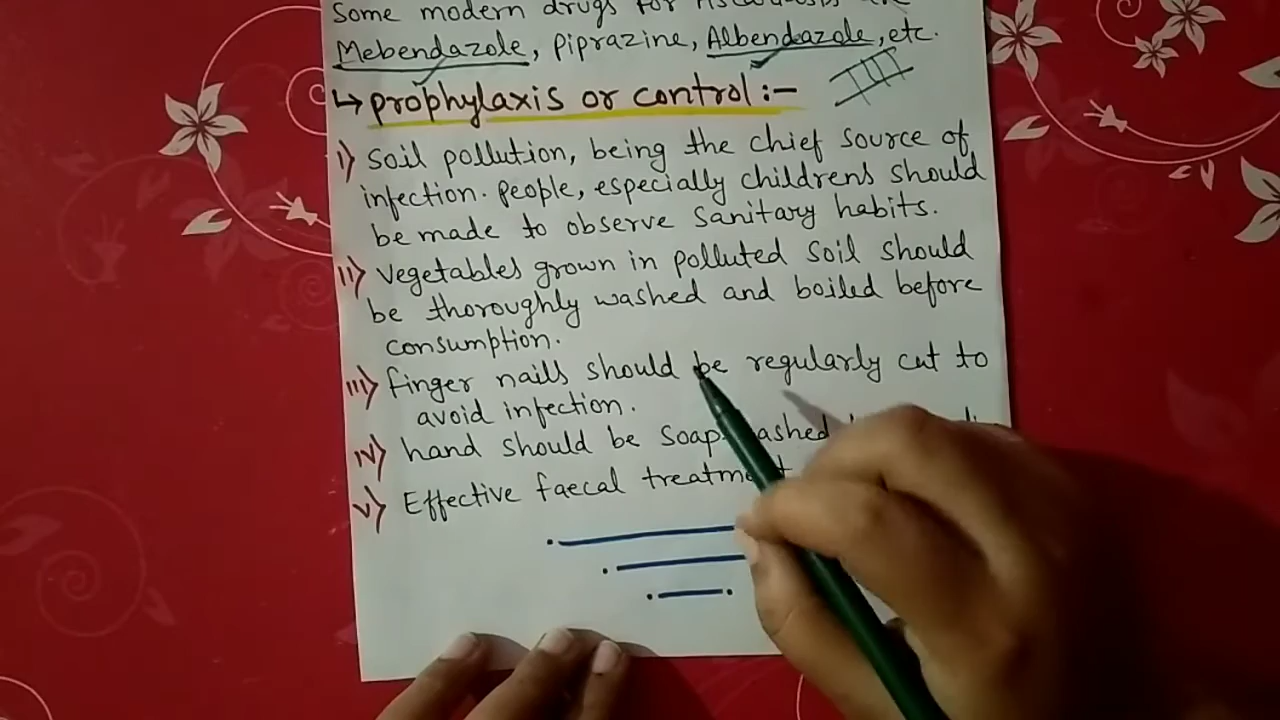 Some modern drugs for
Mebendazole, Piprazine, Albendazole, etc.
↳ prophylaxis or control :-
i) Soil pollution, being the chief source of
infection. people, especially childrens should
be made to observe sanitary habits.
ii) vegetables grown in polluted soil should
be thoroughly washed and boiled before
consumption.
iii) finger nails should be regularly cut to
avoid infection.
iv) hand should be soap
v) Effective faecal treatment